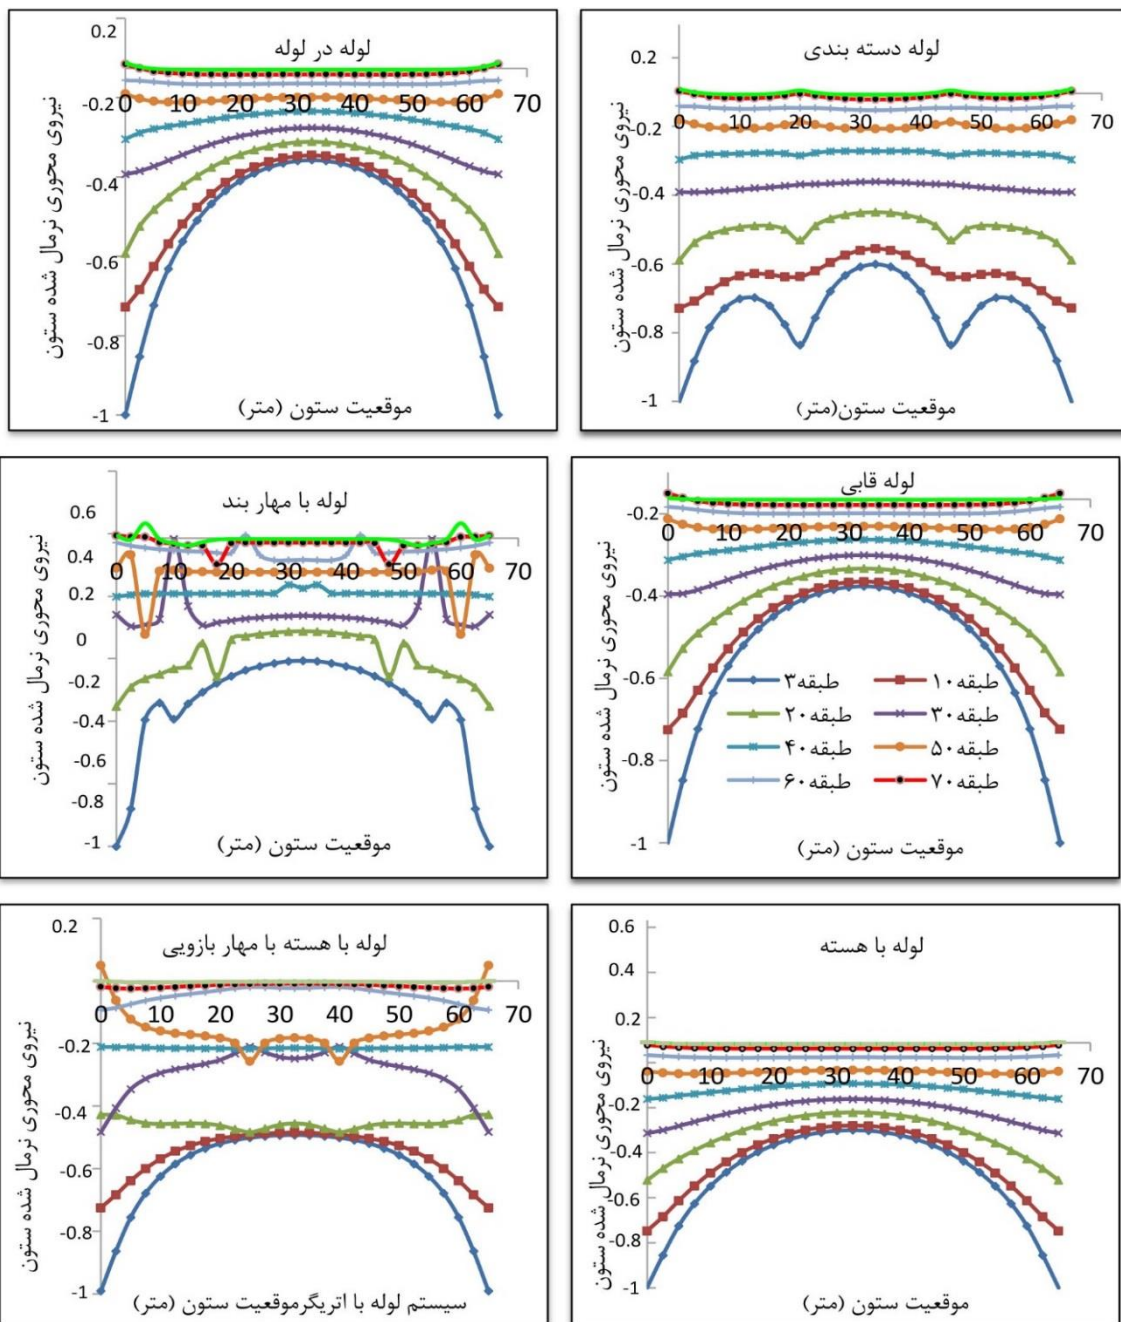 لوله در لوله
0.2
-0.2
-0.4
-0.6
-0.8
-1
0 10 20 30 40 50 60 70
نیروی محوری نرمال شده ستون
موقعیت ستون (متر)
لوله دسته بندی
0.2
-0.2
-0.4
-0.6
-0.8
-1
0 10 20 30 40 50 60 70
نیروی محوری نرمال شده ستون
موقعیت ستون(متر)
لوله با مهار بند
0.6
0.4
0.2
0
-0.2
-0.4
-0.6
-0.8
-1
0 10 20 30 40 50 60 70
نیروی محوری نرمال شده ستون
موقعیت ستون (متر)
لوله قابی
-0.2
-0.4
-0.6
-0.8
-1
0 10 20 30 40 50 60 70
نیروی محوری نرمال شده ستون
طبقه۳ طبقه۱۰
طبقه۲۰ طبقه۳۰
طبقه۴۰ طبقه۵۰
طبقه۶۰ طبقه۷۰
موقعیت ستون (متر)
لوله با هسته با مهار بازویی
0.2
-0.2
-0.4
-0.6
-0.8
-1
0 10 20 30 40 50 60 70
نیروی محوری نرمال شده ستون
سیستم لوله با اتریگرموقعیت ستون (متر)
لوله با هسته
0.6
0.4
0.2
-0.2
-0.4
-0.6
-0.8
-1
0 10 20 30 40 50 60 70
نیروی محوری نرمال شده ستون
موقعیت ستون (متر)